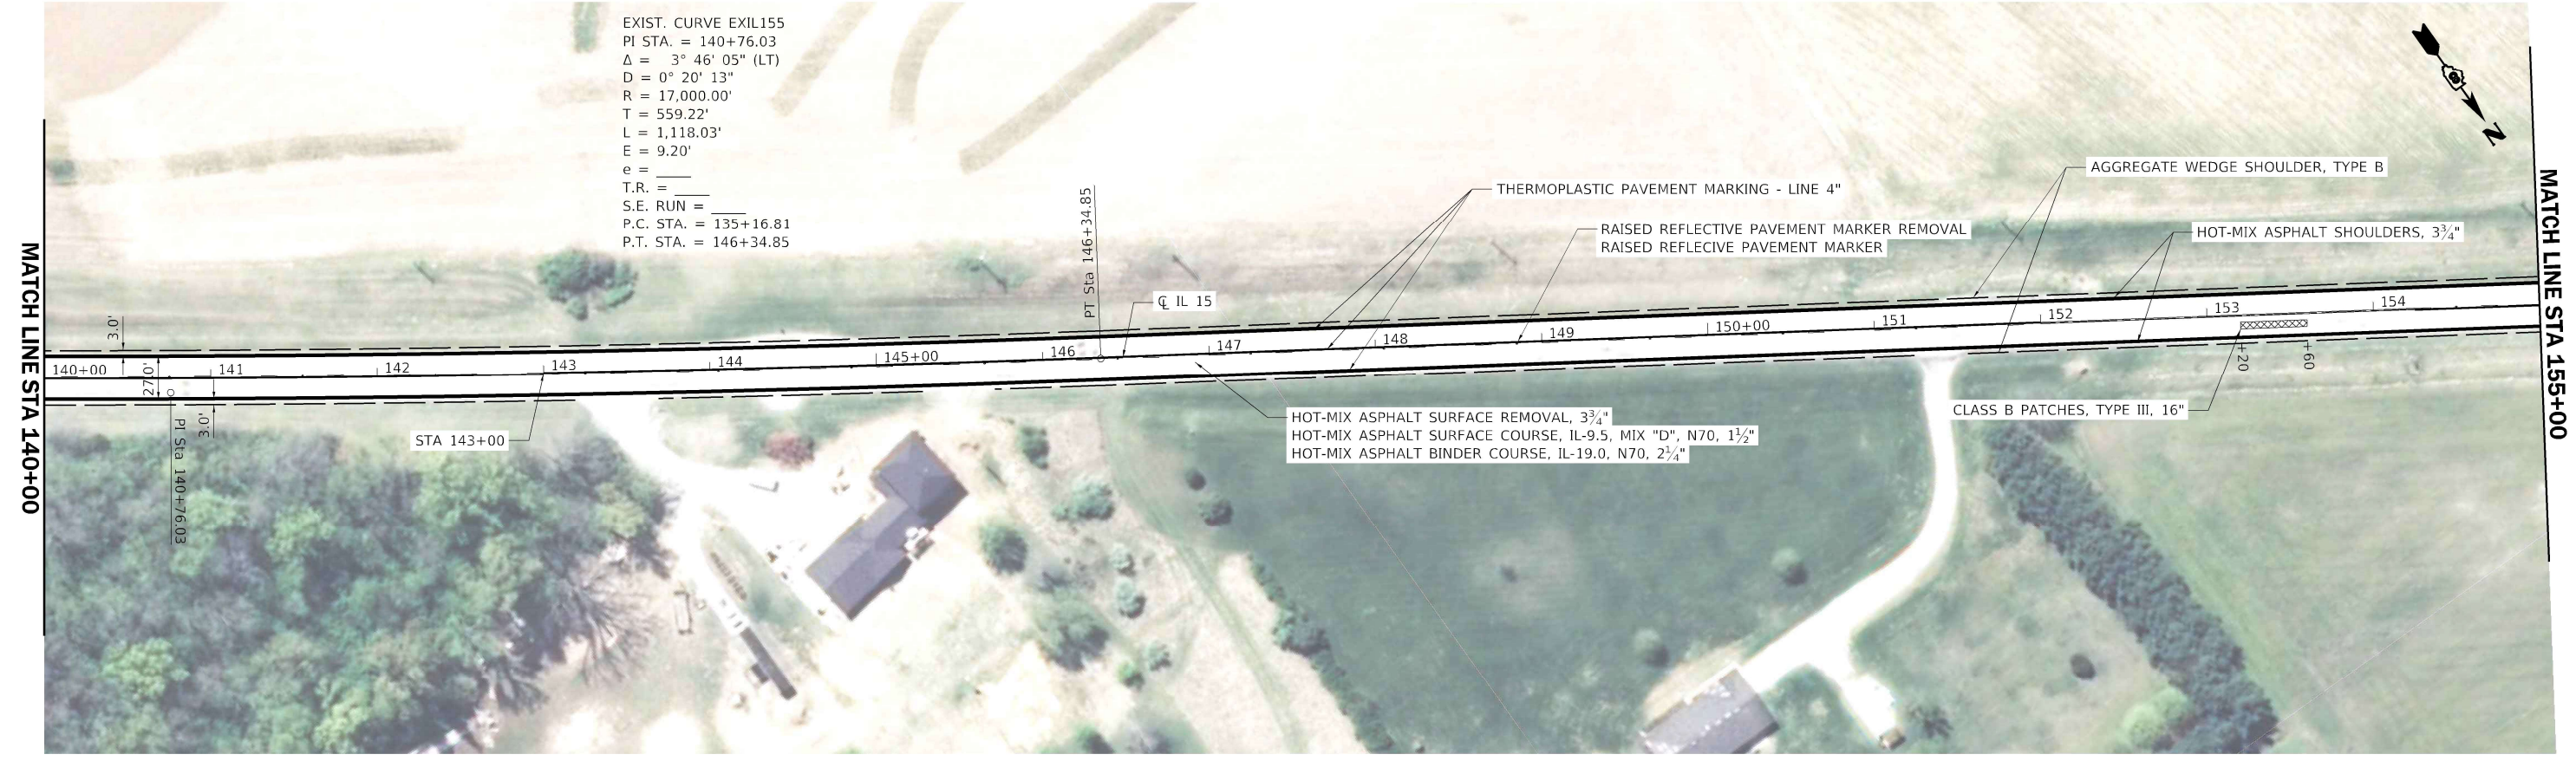 EXIST. CURVE EXIL155
PI STA. = 140+76.03
Δ = 3° 46' 05" (LT)
D = 0° 20' 13"
R = 17,000.00'
T = 559.22'
L = 1,118.03'
E = 9.20'
e = ____
T.R. = ____
S.E. RUN = ____
P.C. STA. = 135+16.81
P.T. STA. = 146+34.85
N
MATCH LINE STA 140+00
MATCH LINE STA 155+00
PT Sta 146+34.85
AGGREGATE WEDGE SHOULDER, TYPE B
THERMOPLASTIC PAVEMENT MARKING - LINE 4"
RAISED REFLECTIVE PAVEMENT MARKER REMOVAL
RAISED REFLECIVE PAVEMENT MARKER
HOT-MIX ASPHALT SHOULDERS, 3¾"
℄ IL 15
3.0'
140+00
141
142
143
144
145+00
146
147
148
149
150+00
151
152
153
154
27.0'
3.0'
PI Sta 140+76.03
STA 143+00
+20
+60
CLASS B PATCHES, TYPE III, 16"
HOT-MIX ASPHALT SURFACE REMOVAL, 3¾"
HOT-MIX ASPHALT SURFACE COURSE, IL-9.5, MIX "D", N70, 1½"
HOT-MIX ASPHALT BINDER COURSE, IL-19.0, N70, 2¼"